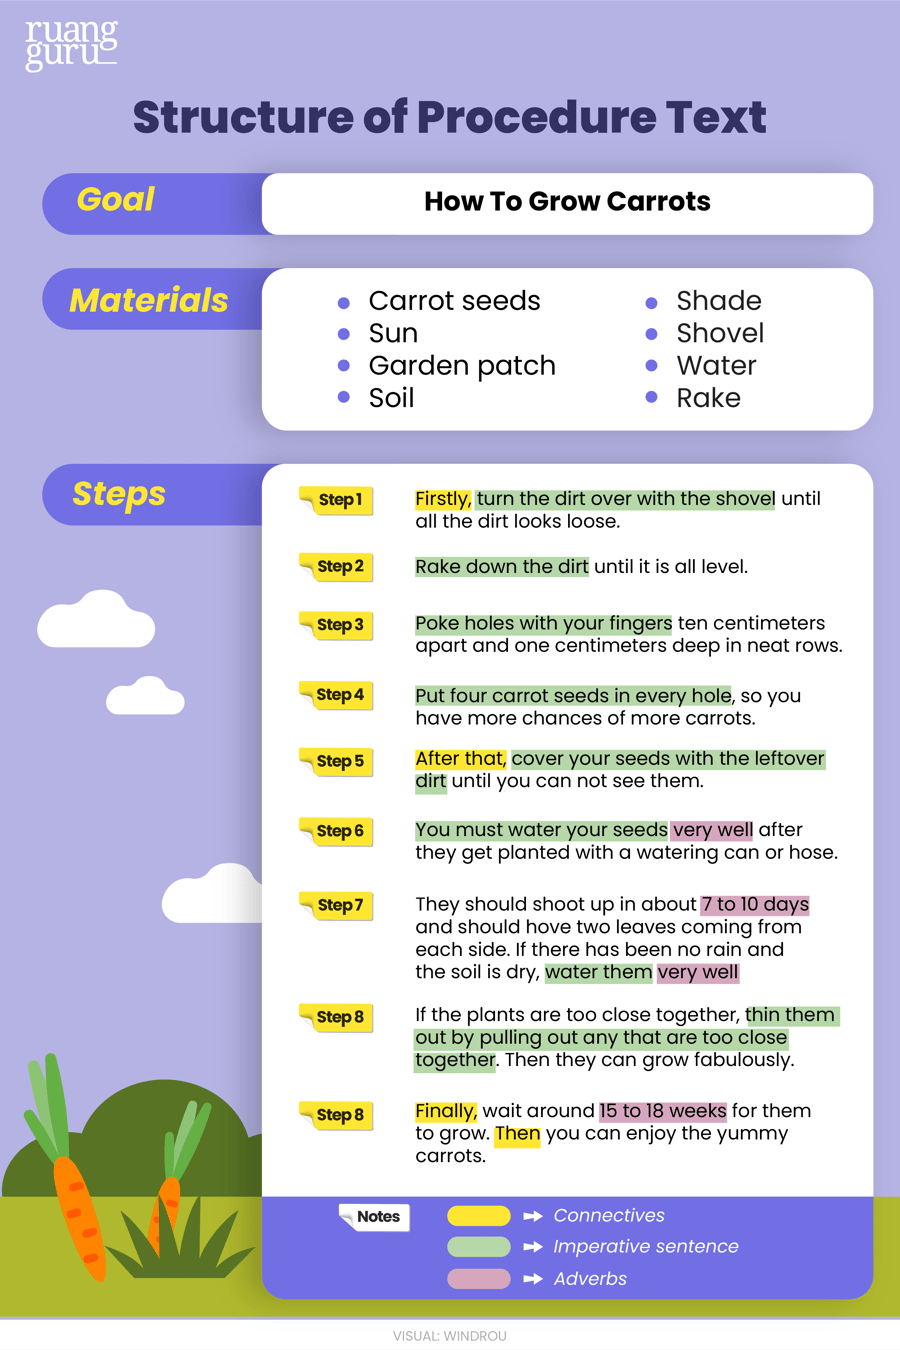 ruang
guru
Structure of Procedure Text
Goal
How To Grow Carrots
Materials
Carrot seeds
Sun
Garden patch
Soil
Shade
Shovel
Water
Rake
Steps
Step 1
Firstly, turn the dirt over with the shovel until
all the dirt looks loose.
Step 2
Rake down the dirt until it is all level.
Step 3
Poke holes with your fingers ten centimeters
apart and one centimeters deep in neat rows.
Step 4
Put four carrot seeds in every hole, so you
have more chances of more carrots.
Step 5
After that, cover your seeds with the leftover
dirt until you can not see them.
Step 6
You must water your seeds very well after
they get planted with a watering can or hose.
Step 7
They should shoot up in about 7 to 10 days
and should hove two leaves coming from
each side. If there has been no rain and
the soil is dry, water them very well
Step 8
If the plants are too close together, thin them
out by pulling out any that are too close
together. Then they can grow fabulously.
Step 8
Finally, wait around 15 to 18 weeks for them
to grow. Then you can enjoy the yummy
carrots.
Notes
Connectives
Imperative sentence
Adverbs
VISUAL: WINDROU